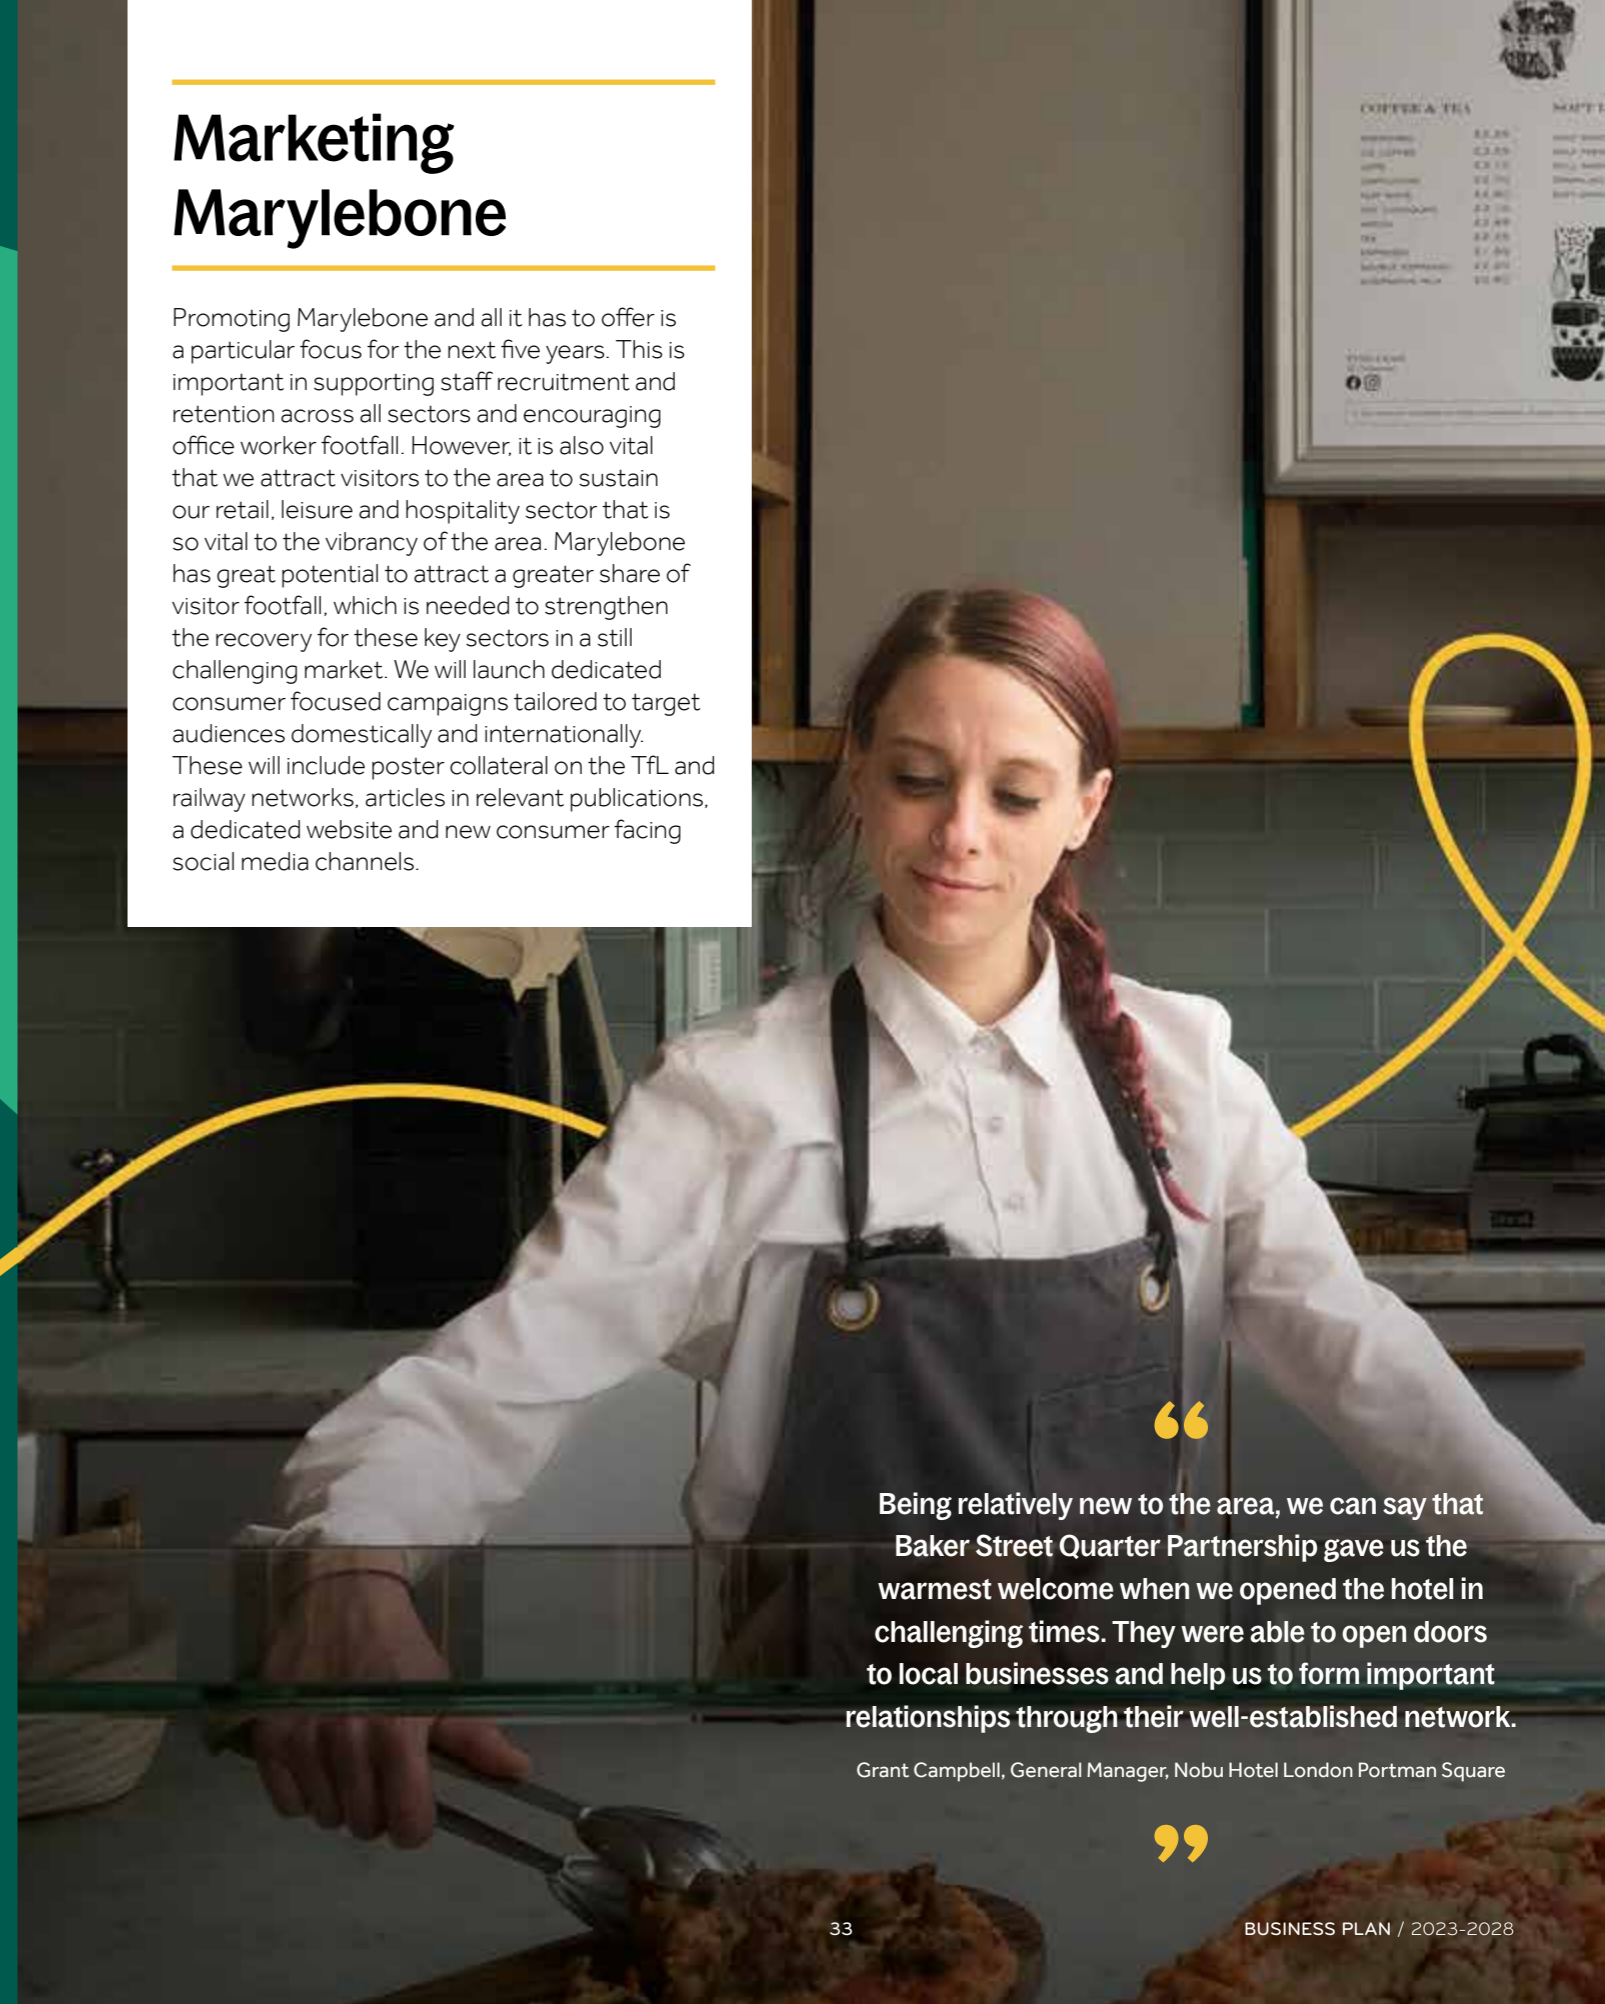 Marketing
Marylebone
Promoting Marylebone and all it has to offer is
a particular focus for the next five years. This is
important in supporting staff recruitment and
retention across all sectors and encouraging
office worker footfall. However, it is also vital
that we attract visitors to the area to sustain
our retail, leisure and hospitality sector that is
so vital to the vibrancy of the area. Marylebone
has great potential to attract a greater share of
visitor footfall, which is needed to strengthen
the recovery for these key sectors in a still
challenging market. We will launch dedicated
consumer focused campaigns tailored to target
audiences domestically and internationally.
These will include poster collateral on the TfL and
railway networks, articles in relevant publications,
a dedicated website and new consumer facing
social media channels.
COFFEE & TEA
“
Being relatively new to the area, we can say that
Baker Street Quarter Partnership gave us the
warmest welcome when we opened the hotel in
challenging times. They were able to open doors
to local businesses and help us to form important
relationships through their well-established network.
Grant Campbell, General Manager, Nobu Hotel London Portman Square
”
33
BUSINESS PLAN / 2023-2028